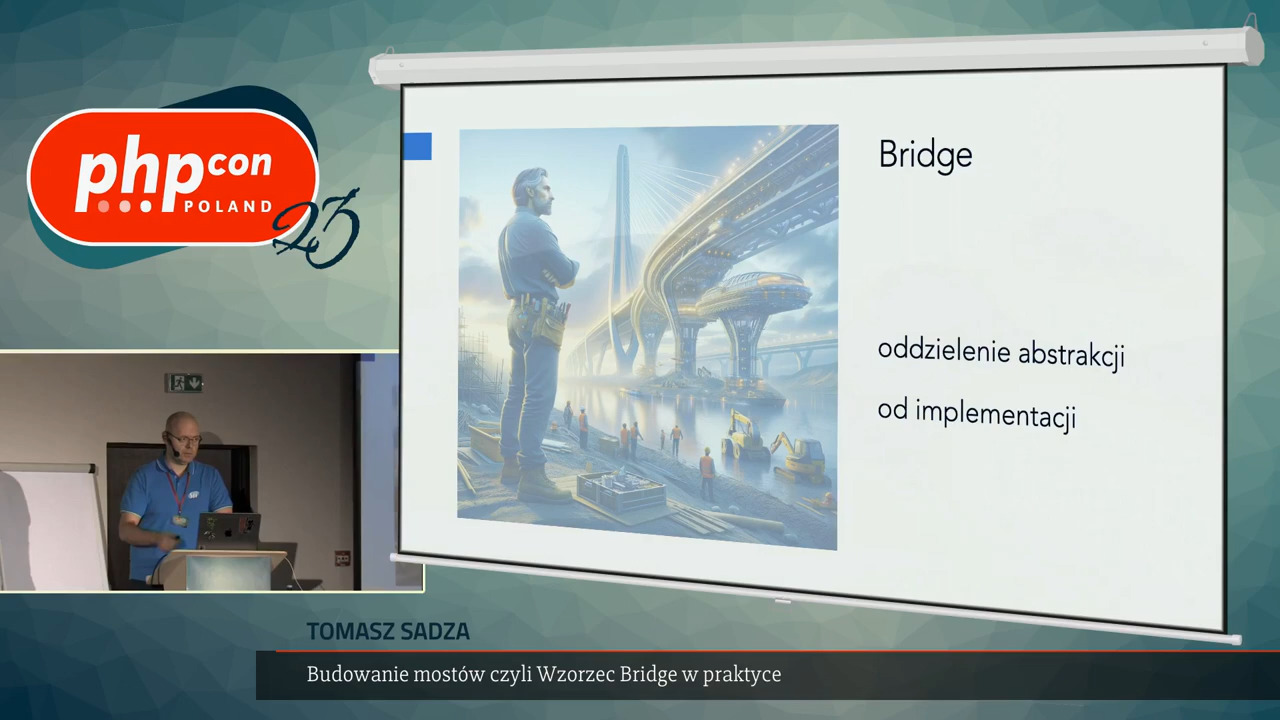 phpcon
POLAND
23
Bridge
oddzielenie abstrakcji
od implementacji
TOMASZ SADZA
Budowanie mostów czyli Wzorzec Bridge w praktyce